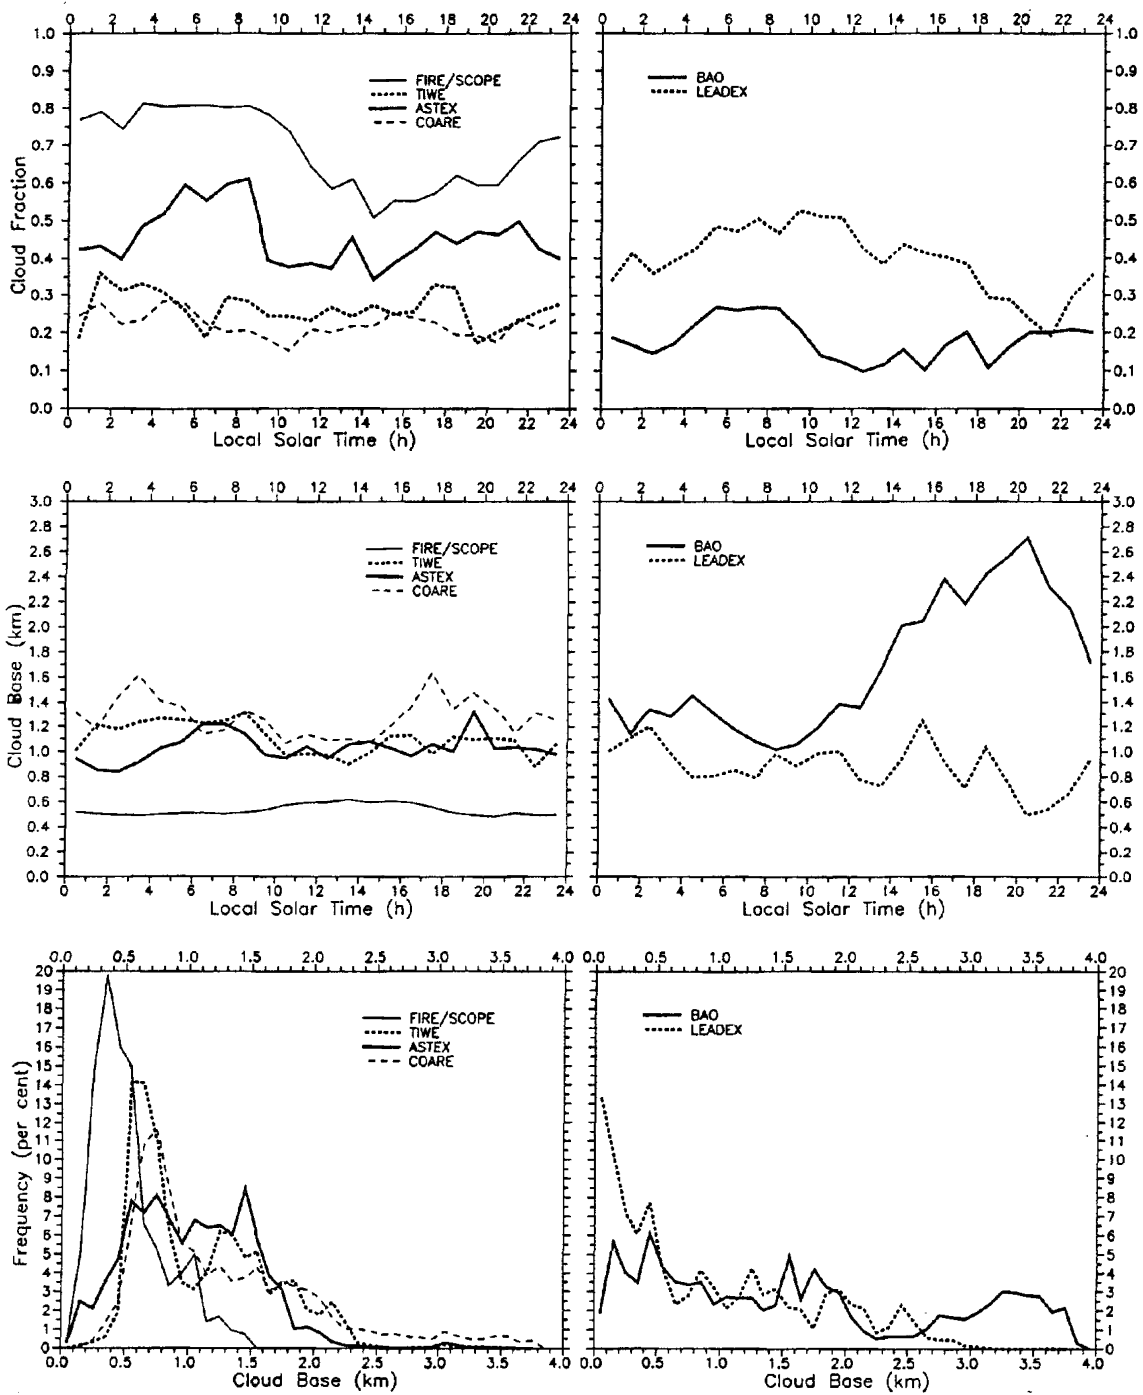 0 2 4 6 8 10 12 14 16 18 20 22 24
0 2 4 6 8 10 12 14 16 18 20 22 24
1.0
0.9
0.8
0.7
0.6
0.5
0.4
0.3
0.2
0.1
0.0
Cloud Fraction
FIRE/SCOPE
TIWE
ASTEX
COARE
0 2 4 6 8 10 12 14 16 18 20 22 24
Local Solar Time (h)
BAO
LEADEX
1.0
0.9
0.8
0.7
0.6
0.5
0.4
0.3
0.2
0.1
0.0
0 2 4 6 8 10 12 14 16 18 20 22 24
Local Solar Time (h)
0 2 4 6 8 10 12 14 16 18 20 22 24
0 2 4 6 8 10 12 14 16 18 20 22 24
3.0
2.8
2.6
2.4
2.2
2.0
1.8
1.6
1.4
1.2
1.0
0.8
0.6
0.4
0.2
0.0
Cloud Base (km)
FIRE/SCOPE
TIWE
ASTEX
COARE
0 2 4 6 8 10 12 14 16 18 20 22 24
Local Solar Time (h)
BAO
LEADEX
3.0
2.8
2.6
2.4
2.2
2.0
1.8
1.6
1.4
1.2
1.0
0.8
0.6
0.4
0.2
0.0
0 2 4 6 8 10 12 14 16 18 20 22 24
Local Solar Time (h)
0.0 0.5 1.0 1.5 2.0 2.5 3.0 3.5 4.0
0.0 0.5 1.0 1.5 2.0 2.5 3.0 3.5 4.0
20
19
18
17
16
15
14
13
12
11
10
9
8
7
6
5
4
3
2
1
0
Frequency (per cent)
FIRE/SCOPE
TIWE
ASTEX
COARE
0.0 0.5 1.0 1.5 2.0 2.5 3.0 3.5 4.0
Cloud Base (km)
BAO
LEADEX
20
19
18
17
16
15
14
13
12
11
10
9
8
7
6
5
4
3
2
1
0
0.0 0.5 1.0 1.5 2.0 2.5 3.0 3.5 4.0
Cloud Base (km)